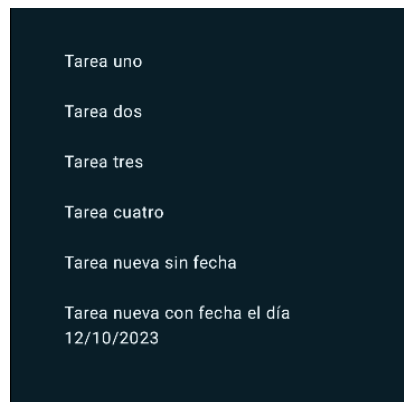 Tarea uno
Tarea dos
Tarea tres
Tarea cuatro
Tarea nueva sin fecha
Tarea nueva con fecha el día
12/10/2023